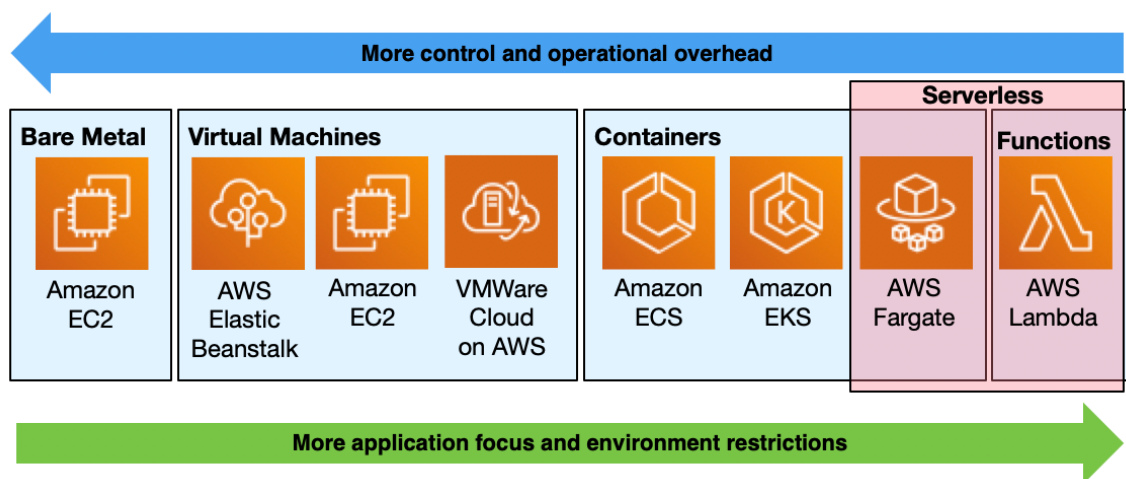 More control and operational overhead
Serverless
Bare Metal
Virtual Machines
Containers
Functions
K
Amazon
EC2
AWS
Elastic
Beanstalk
Amazon
EC2
VMWare
Cloud
on AWS
Amazon
ECS
Amazon
EKS
AWS
Fargate
AWS
Lambda
More application focus and environment restrictions